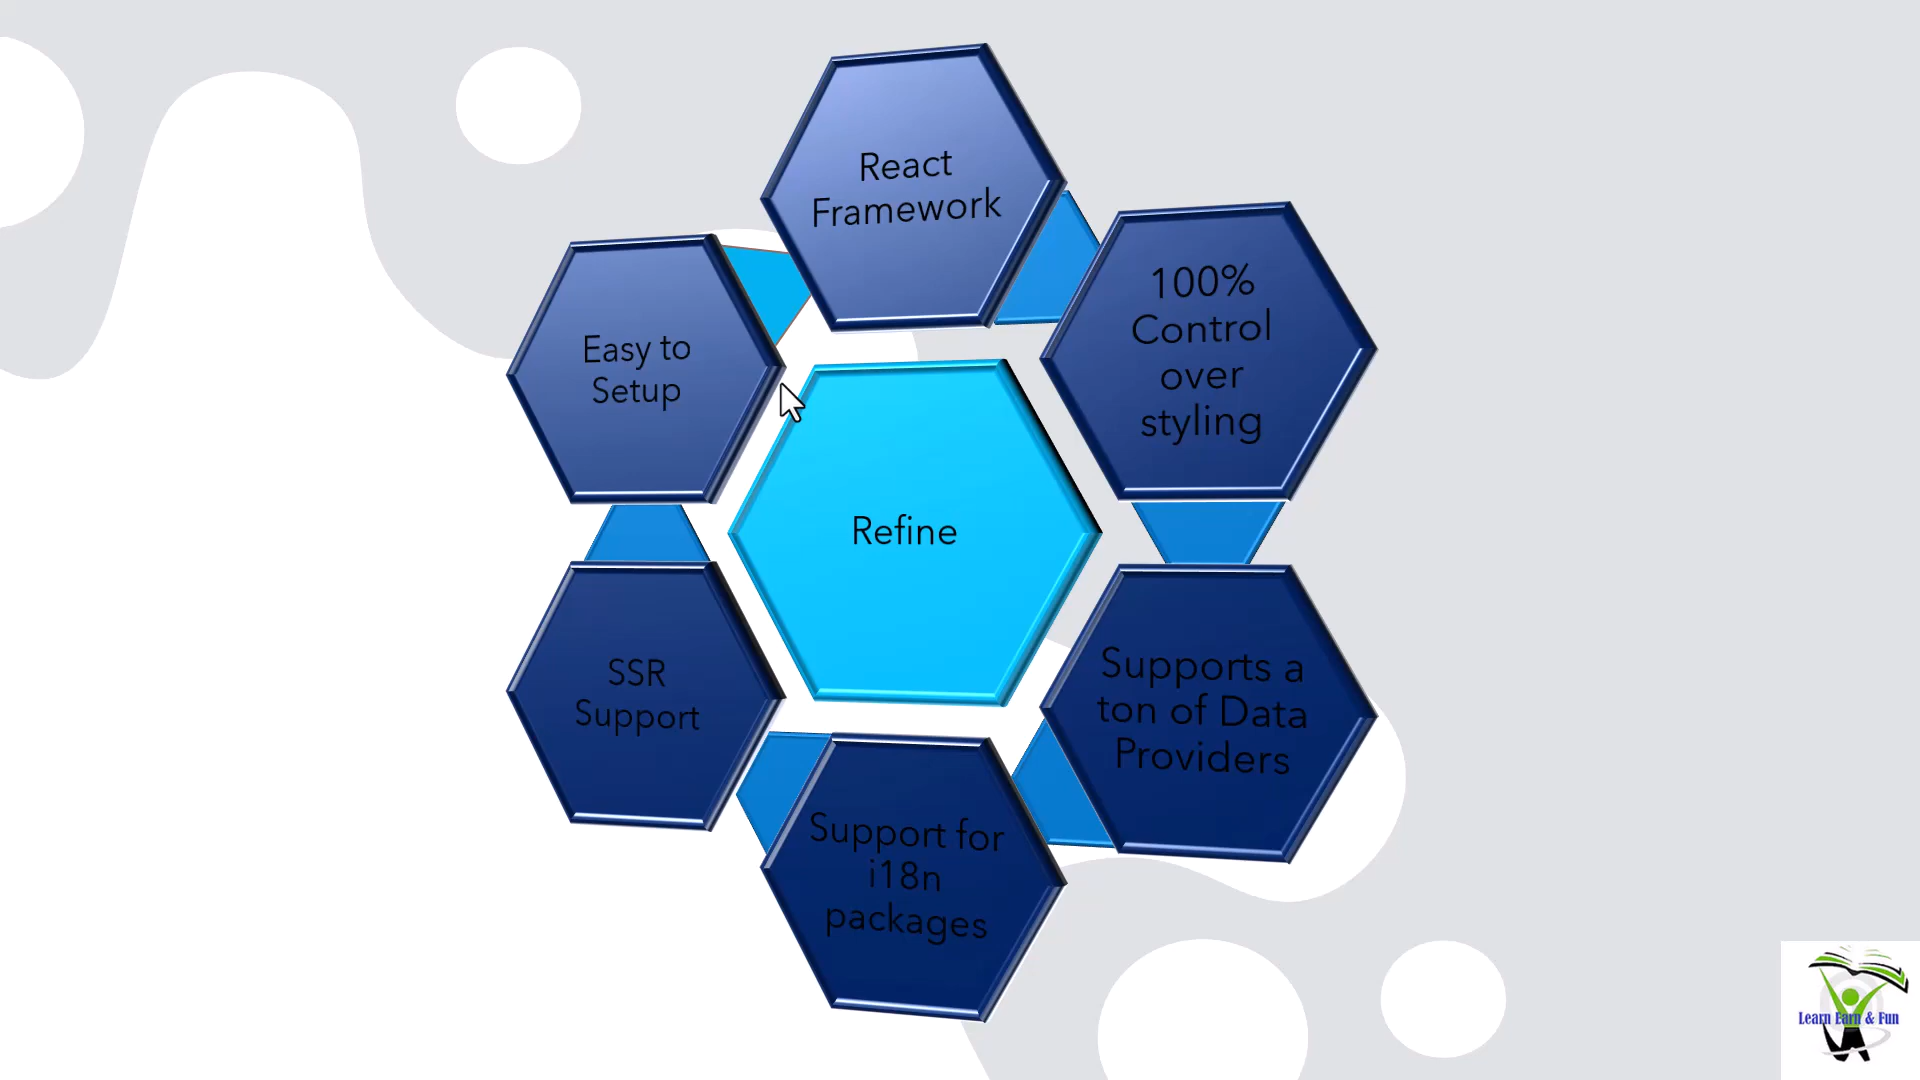 React
Framework
100%
Control
over
styling
Easy to
Setup
Refine
SSR
Support
Supports a
ton of Data
Providers
Support for
i18n
packages
Learn Earn & Fun